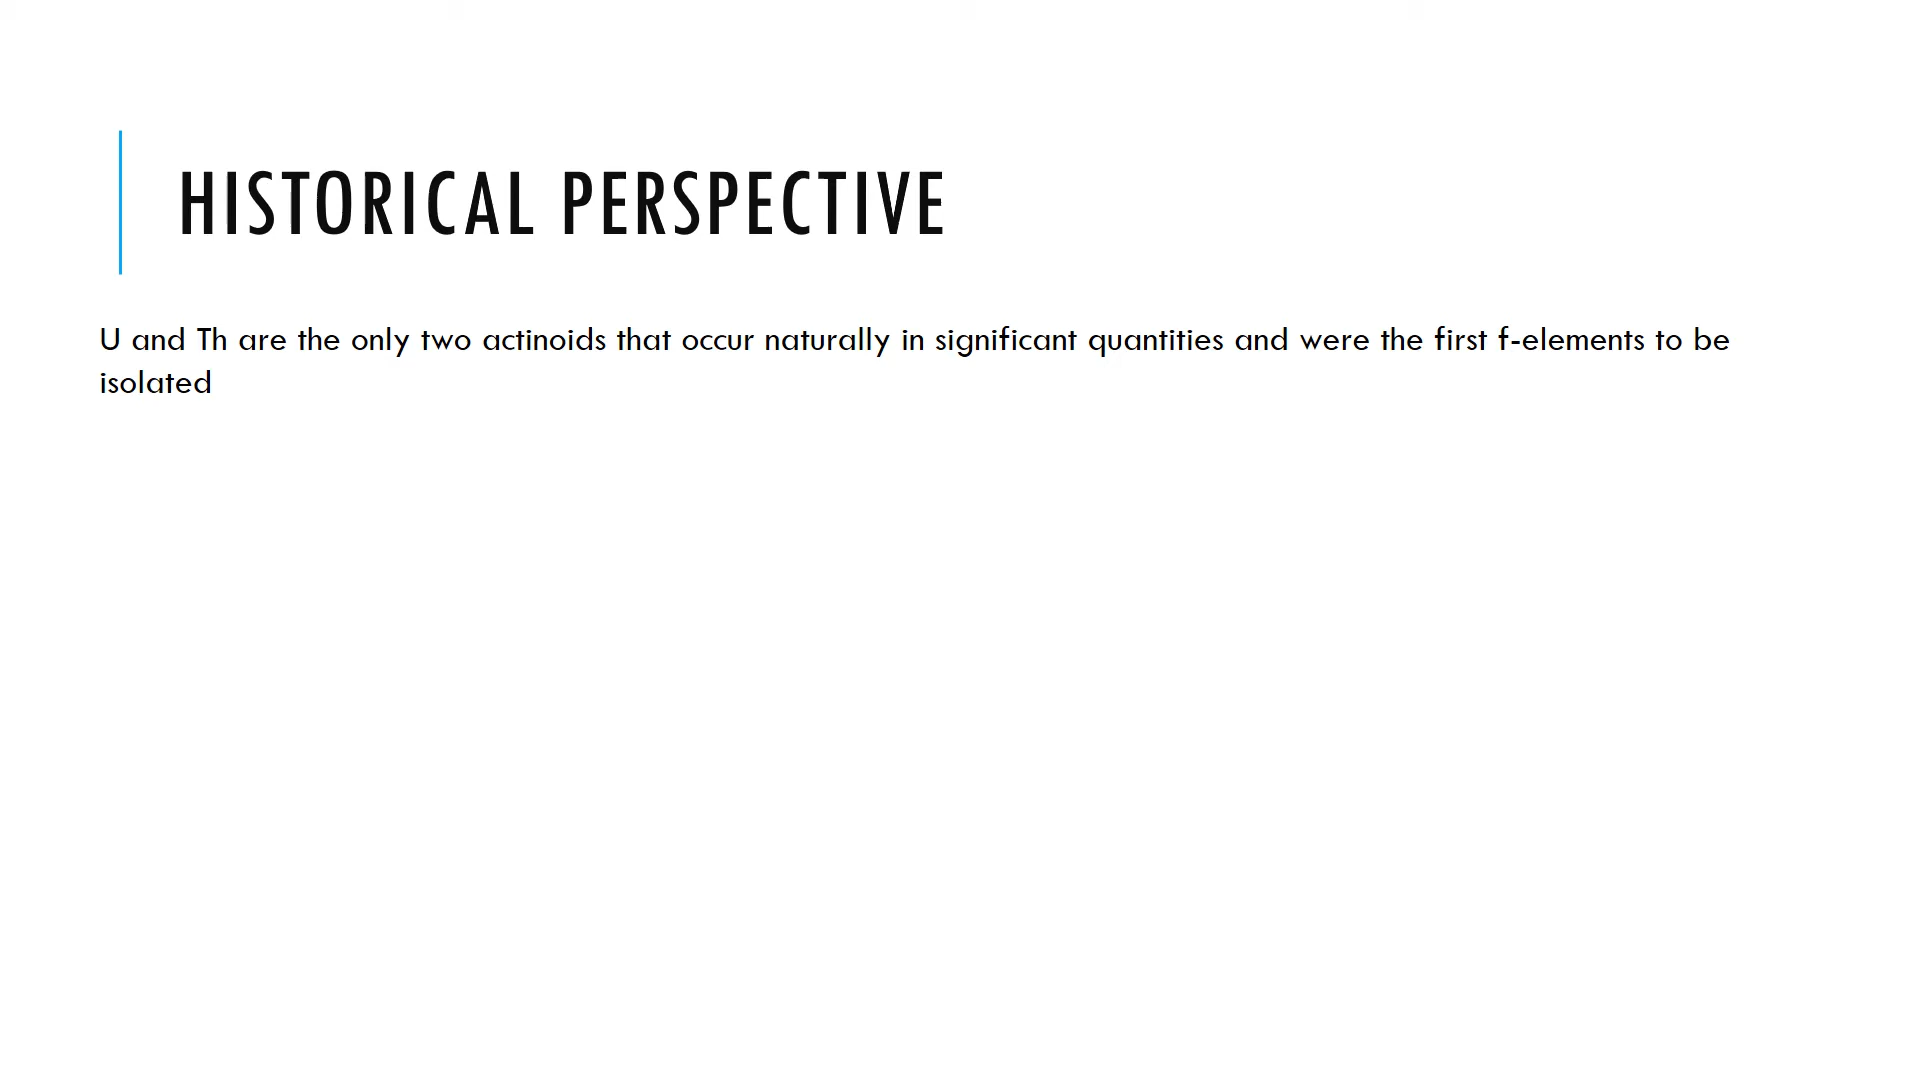 HISTORICAL PERSPECTIVE
U and Th are the only two actinoids that occur naturally in significant quantities and were the first f-elements to be
isolated